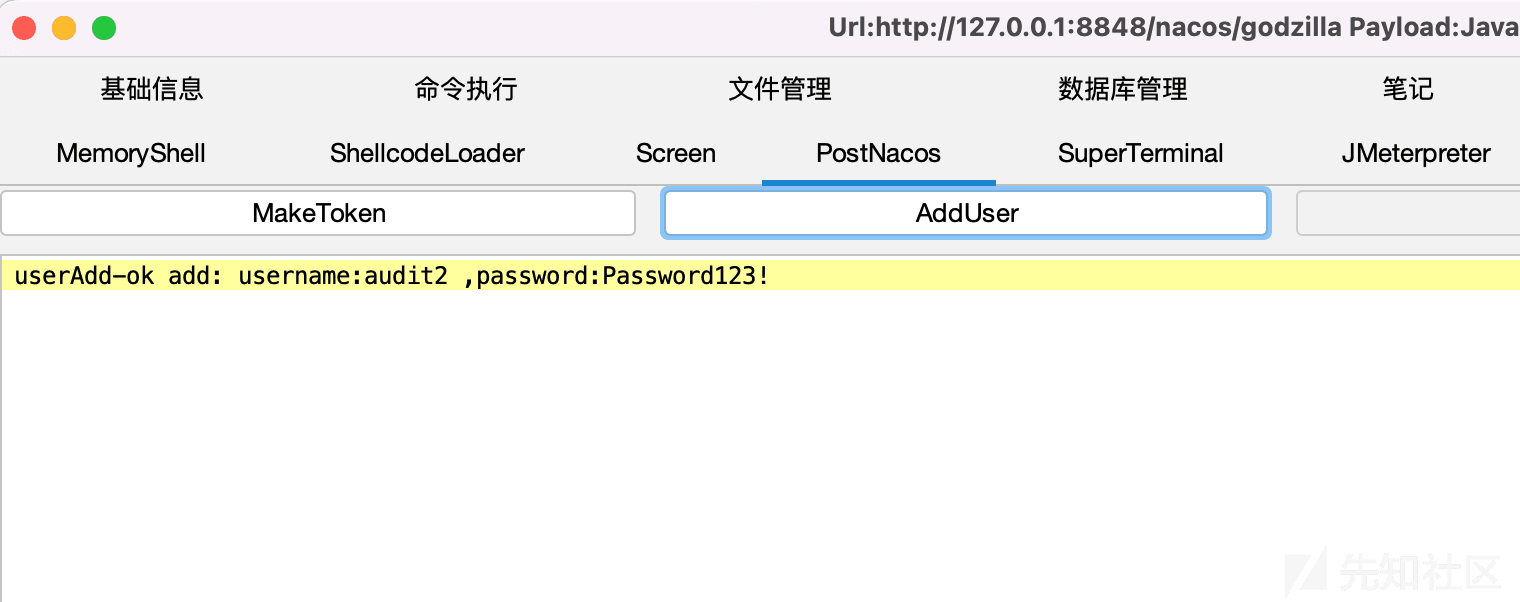 Url:http://127.0.0.1:8848/nacos/godzilla Payload:Java
基础信息 命令执行 文件管理 数据库管理 笔记
MemoryShell ShellcodeLoader Screen PostNacos SuperTerminal JMeterpreter
MakeToken AddUser
userAdd-ok add: username:audit2 ,password:Password123!
先知社区